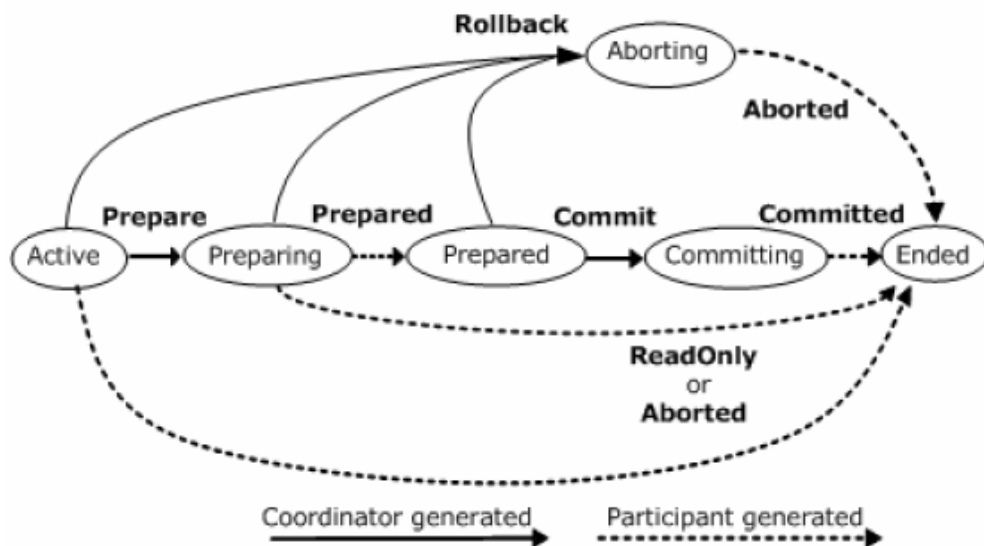 Rollback
Aborting
Aborted
Prepare
Prepared
Commit
Committed
Active
Preparing
Prepared
Committing
Ended
ReadOnly
or
Aborted
Coordinator generated
Participant generated